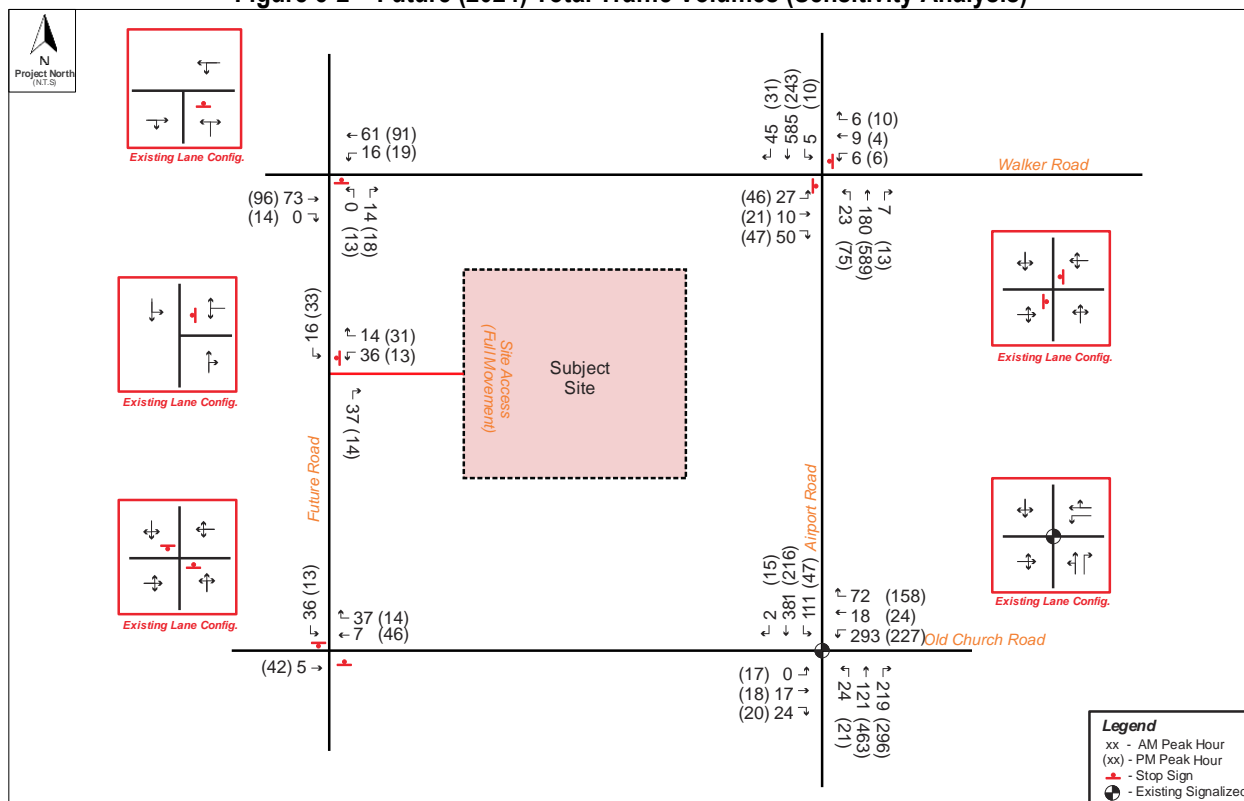 Figure 6-2 – Future (2024) Total Traffic Volumes (Sensitivity Analysis)
N
Project North
(N.T.S)
Existing Lane Config.
61 (91)
16 (19)
(96) 73
(14) 0
0 (13)
14 (18)
45 (31)
585 (243)
5 (10)
6 (10)
9 (4)
6 (6)
Walker Road
(46) 27
(21) 10
(47) 50
23 (75)
180 (589)
7 (13)
Existing Lane Config.
Existing Lane Config.
16 (33)
14 (31)
36 (13)
37 (14)
Site Access
(Full Movement)
Subject
Site
Future Road
Airport Road
Existing Lane Config.
36 (13)
37 (14)
7 (46)
(42) 5
2 (15)
381 (216)
111 (47)
72 (158)
18 (24)
293 (227)
Old Church Road
(17) 0
(18) 17
(20) 24
24 (21)
121 (463)
219 (296)
Existing Lane Config.
Legend
xx - AM Peak Hour
(xx) - PM Peak Hour
- Stop Sign
- Existing Signalized